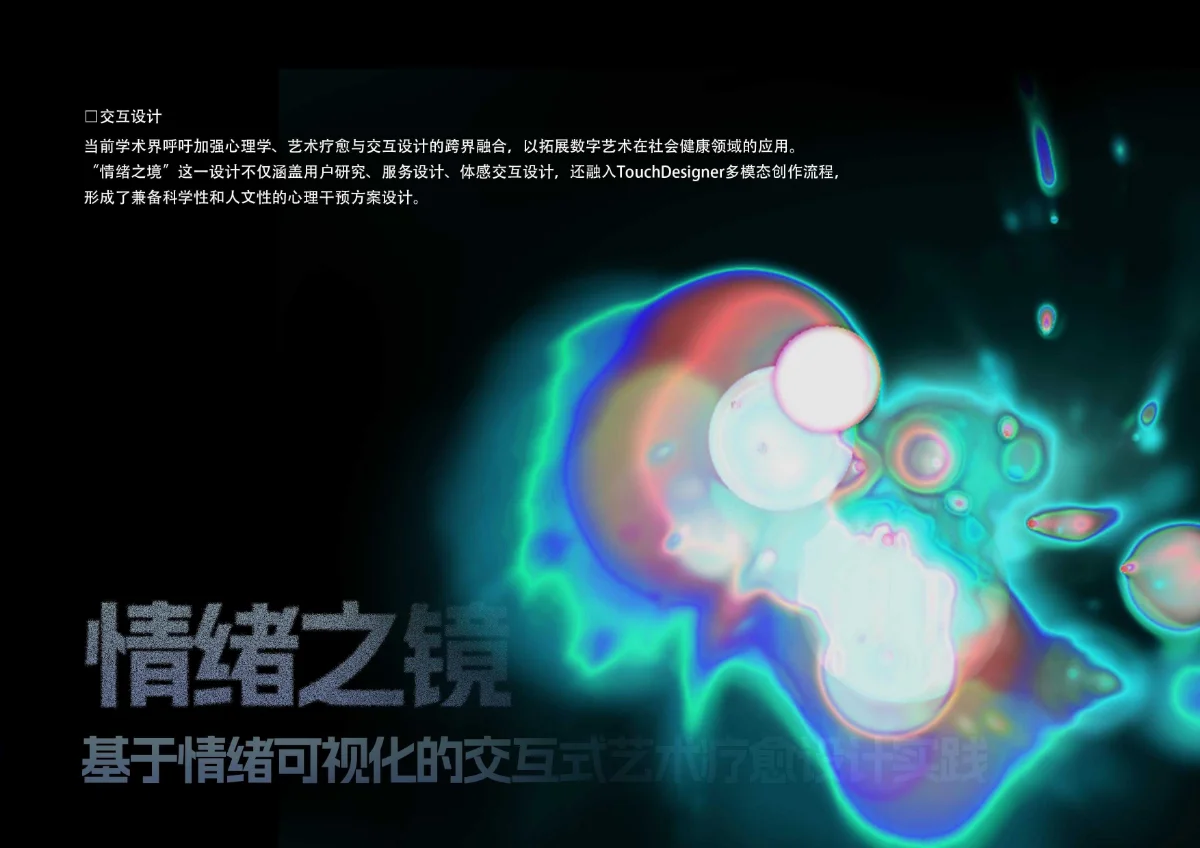 □交互设计
当前学术界呼吁加强心理学、艺术疗愈与交互设计的跨界融合，以拓展数字艺术在社会健康领域的应用。
“情绪之境”这一设计不仅涵盖用户研究、服务设计、体感交互设计，还融入TouchDesigner多模态创作流程，
形成了兼备科学性和人文性的心理干预方案设计。
情绪之镜
基于情绪可视化的交互式艺术疗愈设计实践